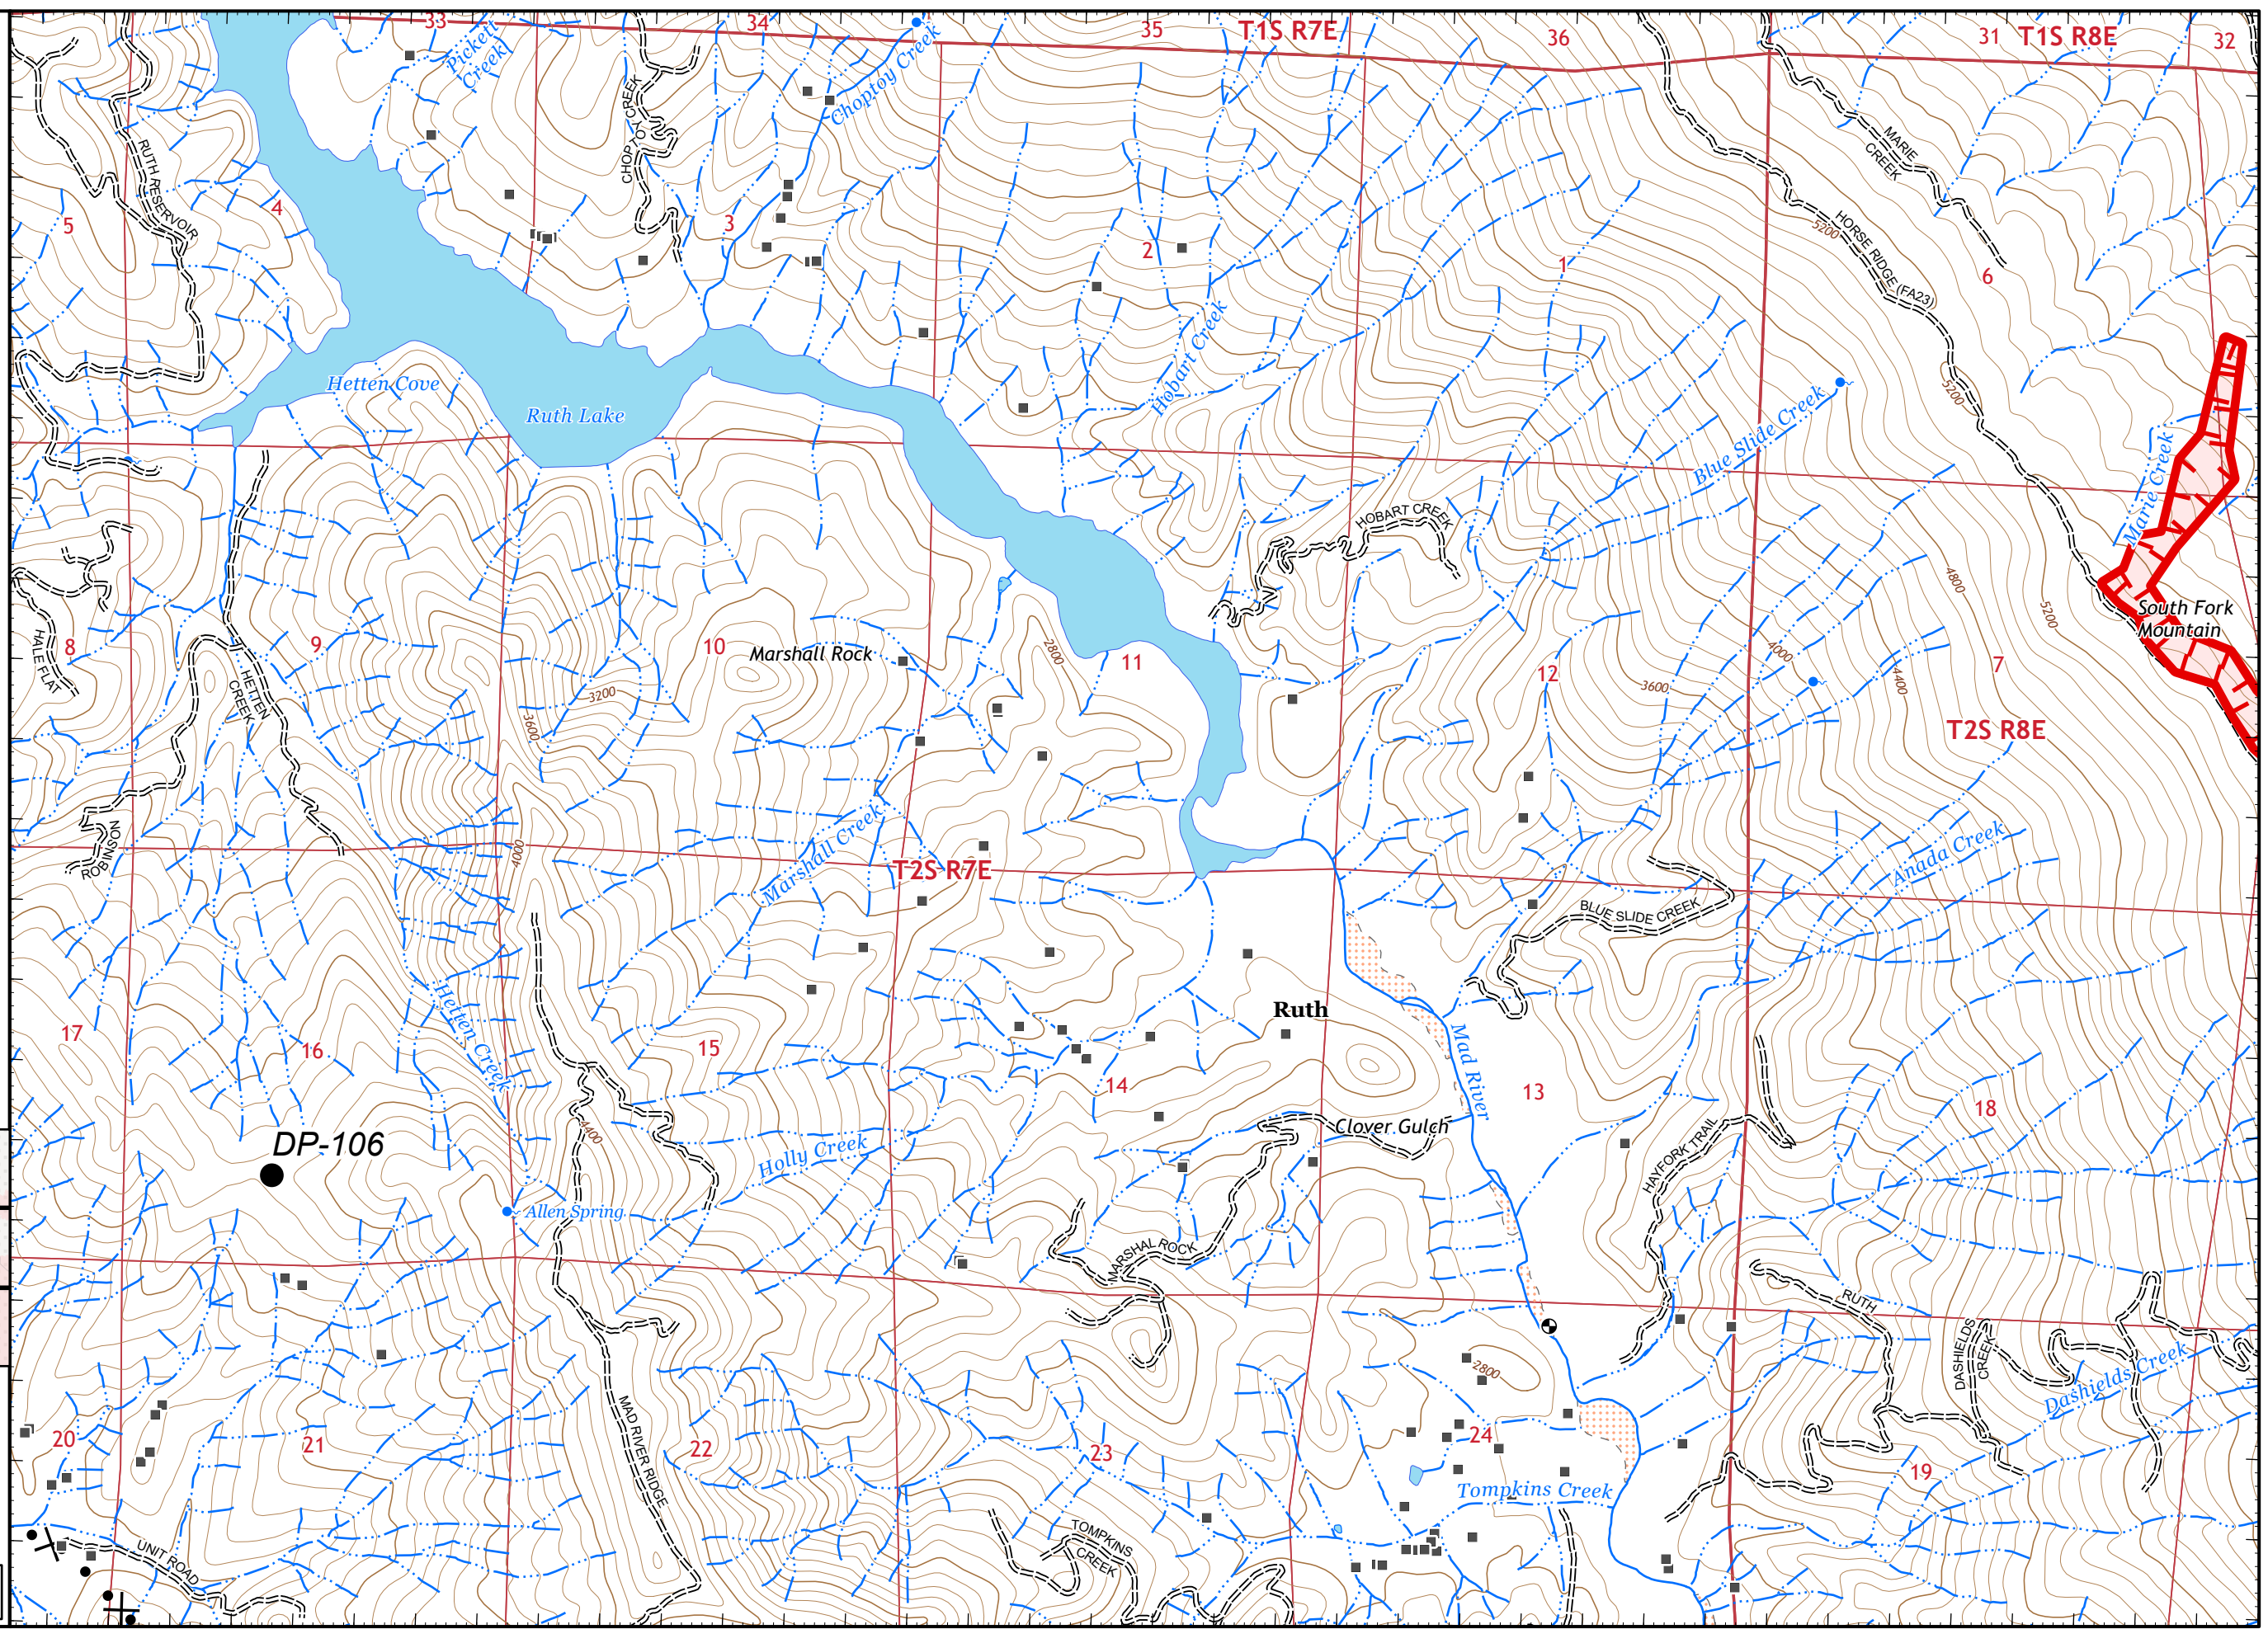 33
34
35
T1S R7E
36
31
T1S R8E
32
Pickett
Creek
CHOP TOY CREEK
Choptoy Creek
RUTH RESERVOIR
MARIE
CREEK
5
4
3
2
1
6
5200
HORSE RIDGE (FA23)
Hobart Creek
Hetten Cove
Ruth Lake
5200
Blue Slide Creek
Marie Creek
HOBART CREEK
4800
5200
South Fork
Mountain
HALE FLAT
8
9
10
Marshall Rock
2800
11
12
4000
3600
4400
7
HETTEN
CREEK
3200
3600
T2S R8E
ROBINSON
4000
Marshall Creek
T2S R7E
Anada Creek
BLUE SLIDE CREEK
Hetten Creek
Ruth
Mad River
17
16
15
14
13
18
DP-106
4400
Holly Creek
Clover Gulch
HAYFORK TRAIL
Allen Spring
MARSHAL ROCK
RUTH
DASHIELDS
CREEK
Dashields Creek
2800
MAD RIVER RIDGE
20
21
22
23
24
19
Tompkins Creek
UNIT ROAD
TOMPKINS
CREEK